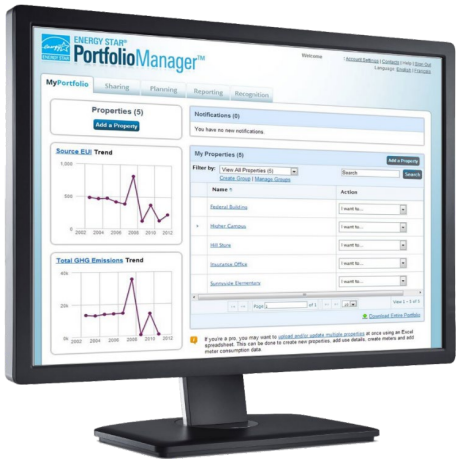 ENERGY STAR®
PortfolioManager™
ENERGY STAR
Welcome
Account Settings | Contacts | Help | Sign Out
Language: English | Français
MyPortfolio
Sharing
Planning
Reporting
Recognition
Properties (5)
Add a Property
Source EUI Trend
1,000
500
0
2002 2004 2006 2008 2010 2012
Total GHG Emissions Trend
40k
20k
0k
2002 2004 2006 2008 2010 2012
Notifications (0)
You have no new notifications.
My Properties (5)
Add a Property
Filter by: View All Properties (5)
Search
Search
Create Group | Manage Groups
Name
Action
Federal Building
I want to...
Higher Campus
I want to...
Hill Store
I want to...
Insurance Office
I want to...
Sunnyside Elementary
I want to...
Page 1 of 1
View 1 - 5 of 5
Download Entire Portfolio
If you're a pro, you may want to upload and/or update multiple properties at once using an Excel
spreadsheet. This can be done to create new properties, add use details, create meters and add
meter consumption data